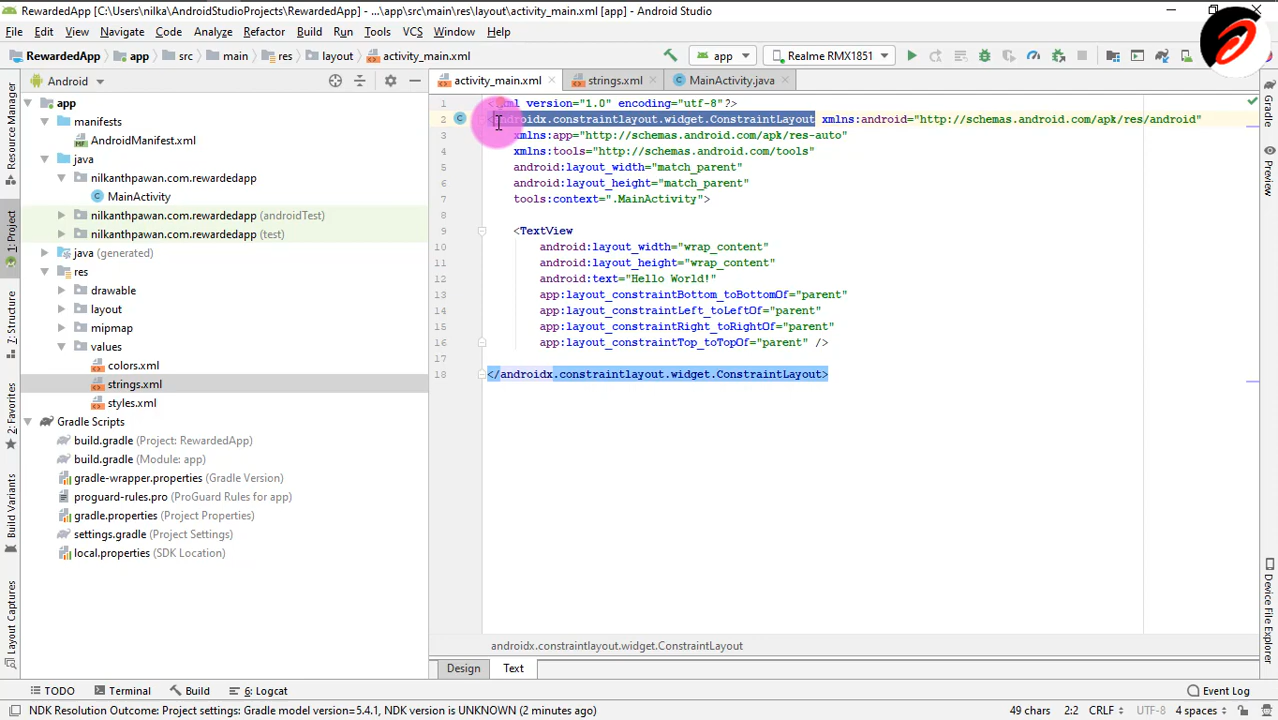 RewardedApp [C:\Users\nilka\AndroidStudioProjects\RewardedApp] - ...\app\src\main\res\layout\activity_main.xml [app] - Android Studio
File Edit View Navigate Code Analyze Refactor Build Run Tools VCS Window Help
RewardedApp app src main res layout activity_main.xml app Realme RMX1851
Android
activity_main.xml strings.xml MainActivity.java
app
manifests
AndroidManifest.xml
java
nilkanthpawan.com.rewardedapp
MainActivity
nilkanthpawan.com.rewardedapp (androidTest)
nilkanthpawan.com.rewardedapp (test)
java (generated)
res
drawable
layout
mipmap
values
colors.xml
strings.xml
styles.xml
Gradle Scripts
build.gradle (Project: RewardedApp)
build.gradle (Module: app)
gradle-wrapper.properties (Gradle Version)
proguard-rules.pro (ProGuard Rules for app)
gradle.properties (Project Properties)
settings.gradle (Project Settings)
local.properties (SDK Location)
Resource Manager
1: Project
7: Structure
2: Favorites
Build Variants
Layout Captures
1 <?xml version="1.0" encoding="utf-8"?>
2 <androidx.constraintlayout.widget.ConstraintLayout xmlns:android="http://schemas.android.com/apk/res/android"
3 xmlns:app="http://schemas.android.com/apk/res-auto"
4 xmlns:tools="http://schemas.android.com/tools"
5 android:layout_width="match_parent"
6 android:layout_height="match_parent"
7 tools:context=".MainActivity">
8
9 <TextView
10 android:layout_width="wrap_content"
11 android:layout_height="wrap_content"
12 android:text="Hello World!"
13 app:layout_constraintBottom_toBottomOf="parent"
14 app:layout_constraintLeft_toLeftOf="parent"
15 app:layout_constraintRight_toRightOf="parent"
16 app:layout_constraintTop_toTopOf="parent" />
17
18 </androidx.constraintlayout.widget.ConstraintLayout>
Gradle
Preview
Device File Explorer
androidx.constraintlayout.widget.ConstraintLayout
Design Text
TODO Terminal Build 6: Logcat Event Log
NDK Resolution Outcome: Project settings: Gradle model version=5.4.1, NDK version is UNKNOWN (2 minutes ago) 49 chars 2:2 CRLF UTF-8 4 spaces